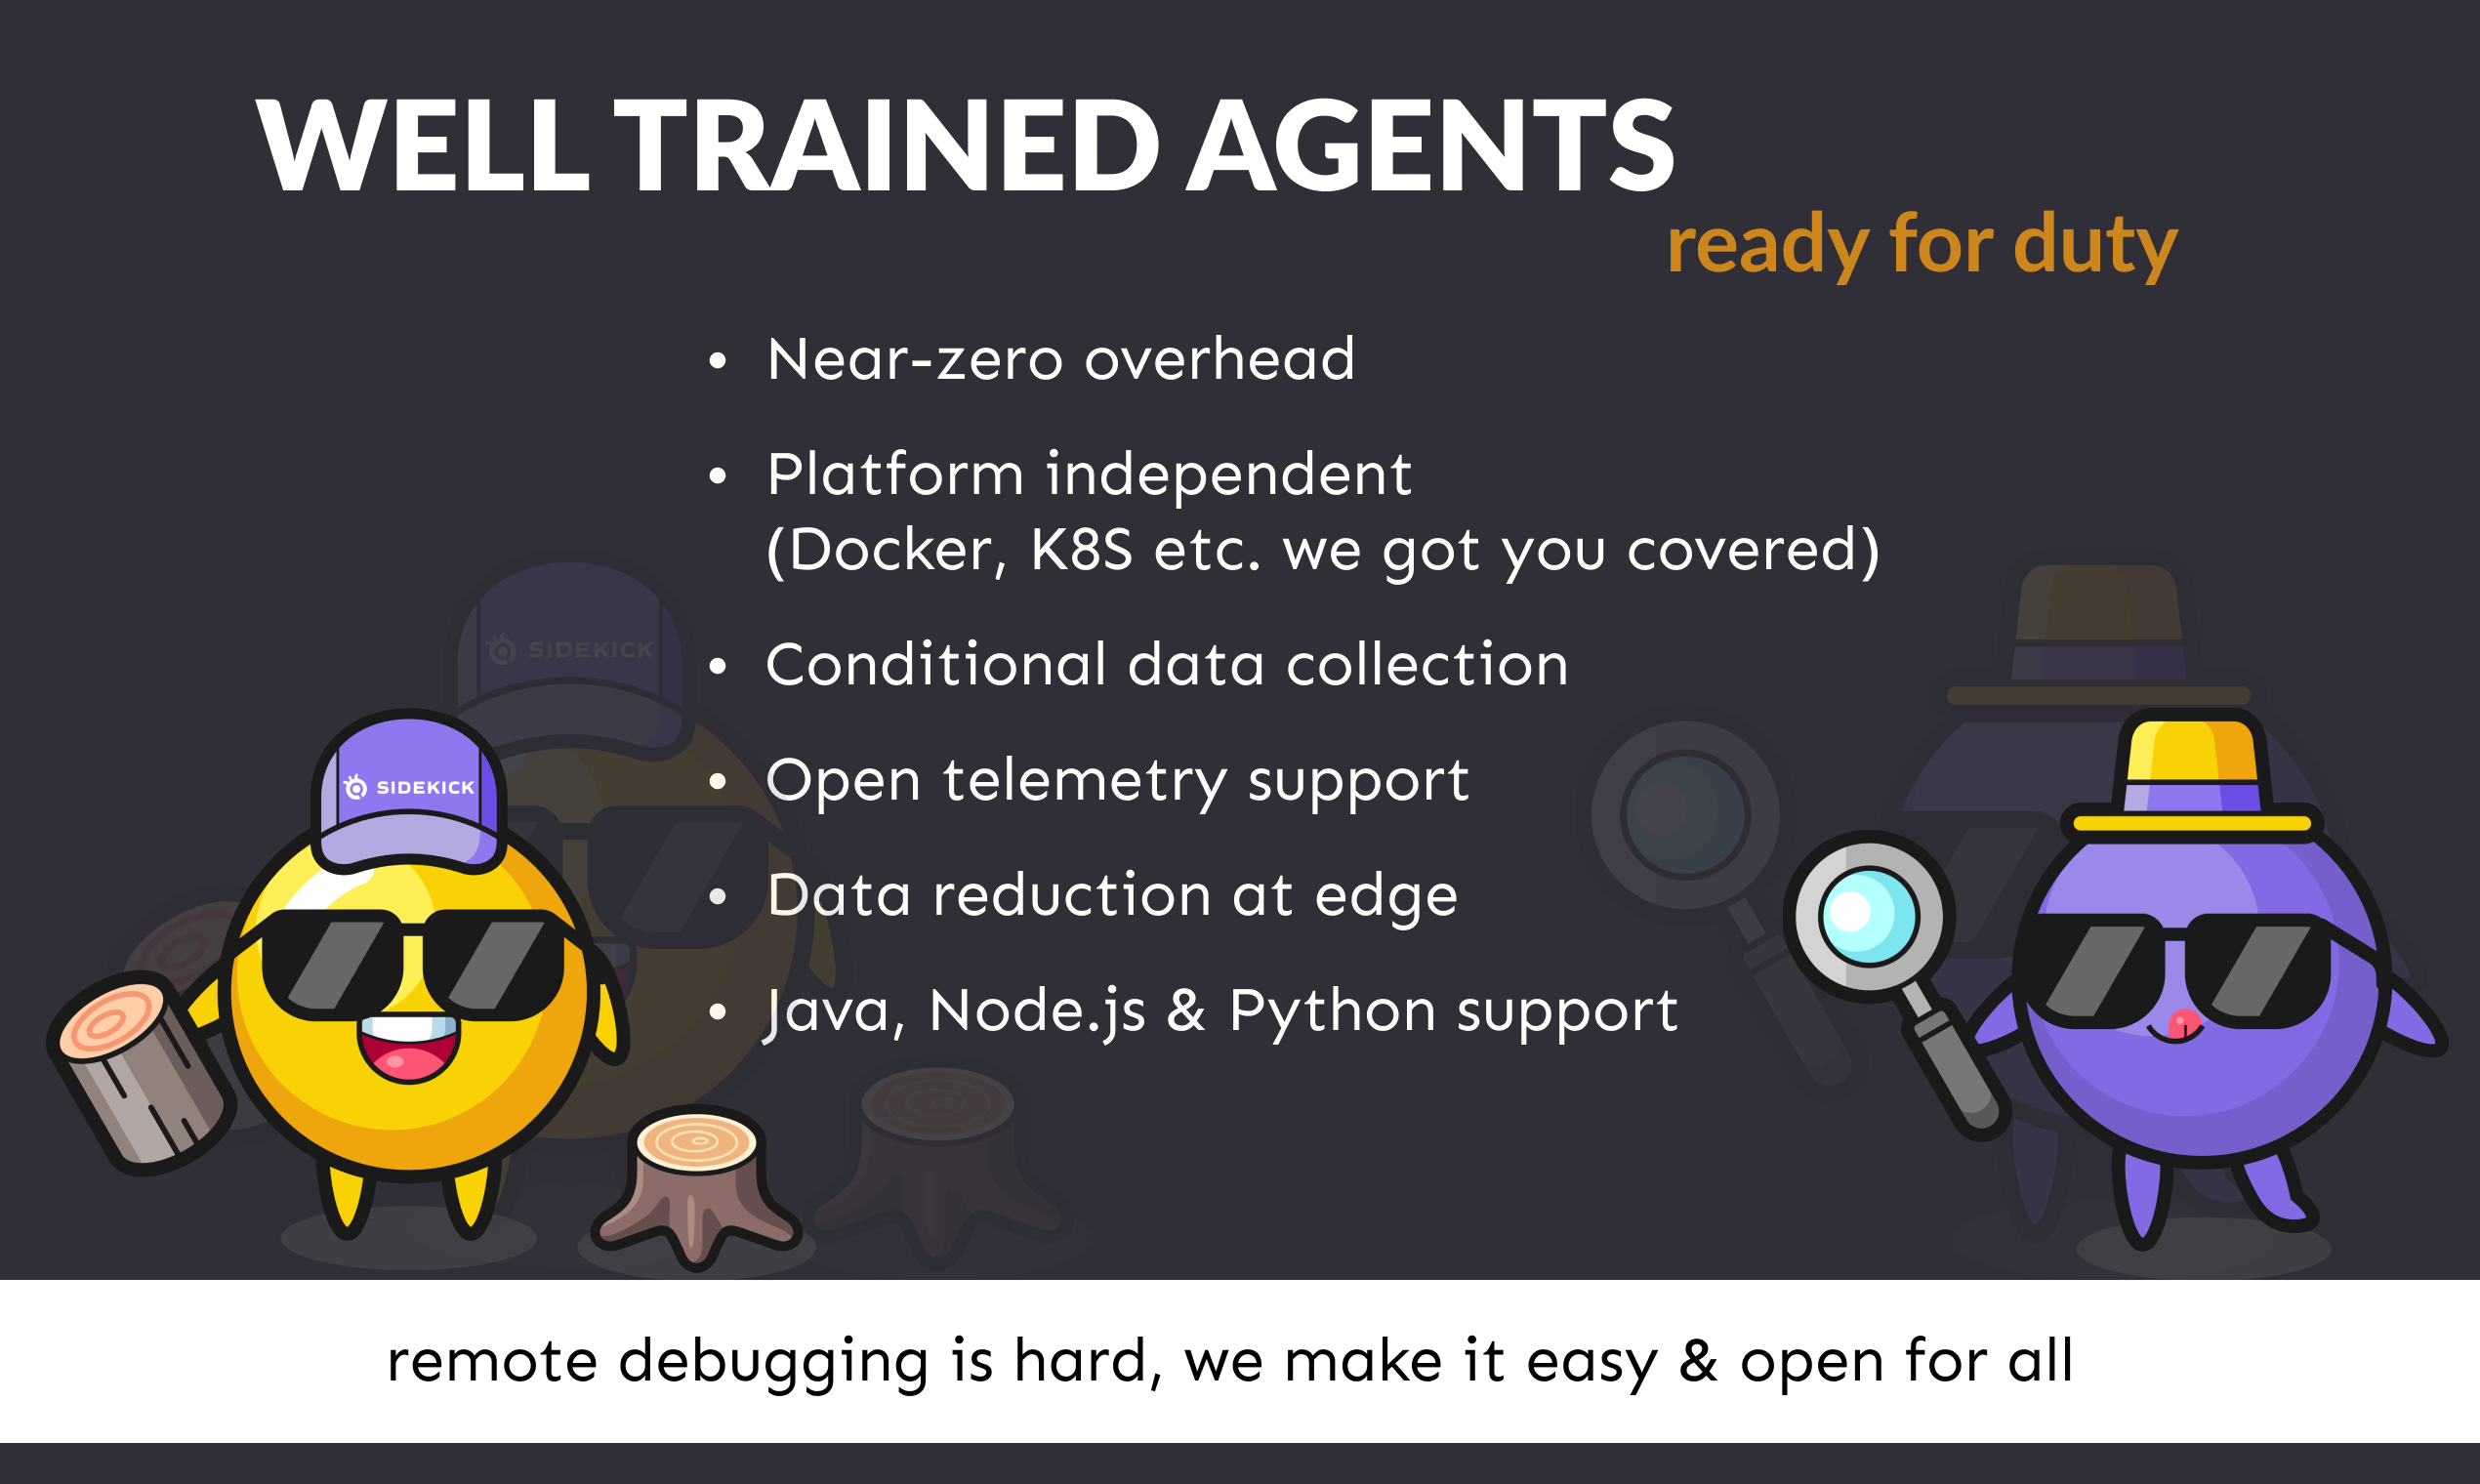 WELL TRAINED AGENTS
ready for duty
• Near-zero overhead
• Platform independent
(Docker, K8S etc. we got you covered)
• Conditional data collection
• Open telemetry support
• Data reduction at edge
• Java, Node.js & Python support
SIDEKICK
SIDEKICK
remote debugging is hard, we make it easy & open for all